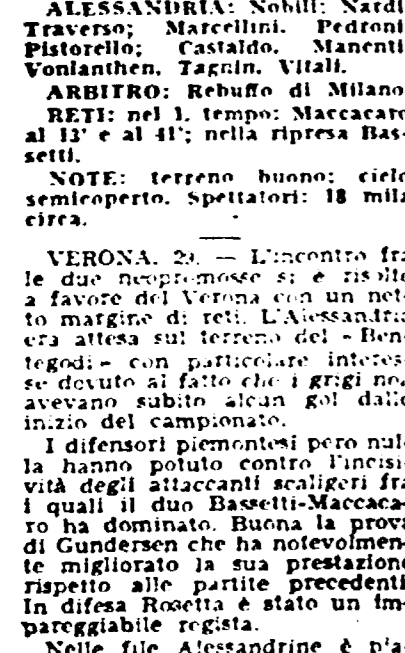 ALESSANDRIA: Nobili; Nardi
Traverso; Marcellini, Pedroni
Pistorello; Castaldo, Manenti
Vonlanthen, Tagnin, Vitali.
ARBITRO: Rebuffo di Milano
RETI: nel 1. tempo: Maccacaro
al 13' e al 41'; nella ripresa Bas-
setti.
NOTE: terreno buono; cielo
semicoperto. Spettatori: 18 mila
circa.
VERONA, 29. — L'incontro fra
le due neopromosse si è risolto
a favore del Verona con un net-
to margine di reti. L'Alessandria
era attesa sul terreno del « Ben-
tegodi » con particolare interes-
se dovuto al fatto che i grigi non
avevano subito alcun gol dallo
inizio del campionato.
I difensori piemontesi però nul-
la hanno potuto contro l'incisi-
vità degli attaccanti scaligeri fra
i quali il duo Bassetti-Maccaca-
ro ha dominato. Buona la prova
di Gundersen che ha notevolmen-
te migliorato la sua prestazione
rispetto alle partite precedenti
In difesa Rosetta è stato un im-
pareggiabile regista.
Nelle file Alessandrine è pia-